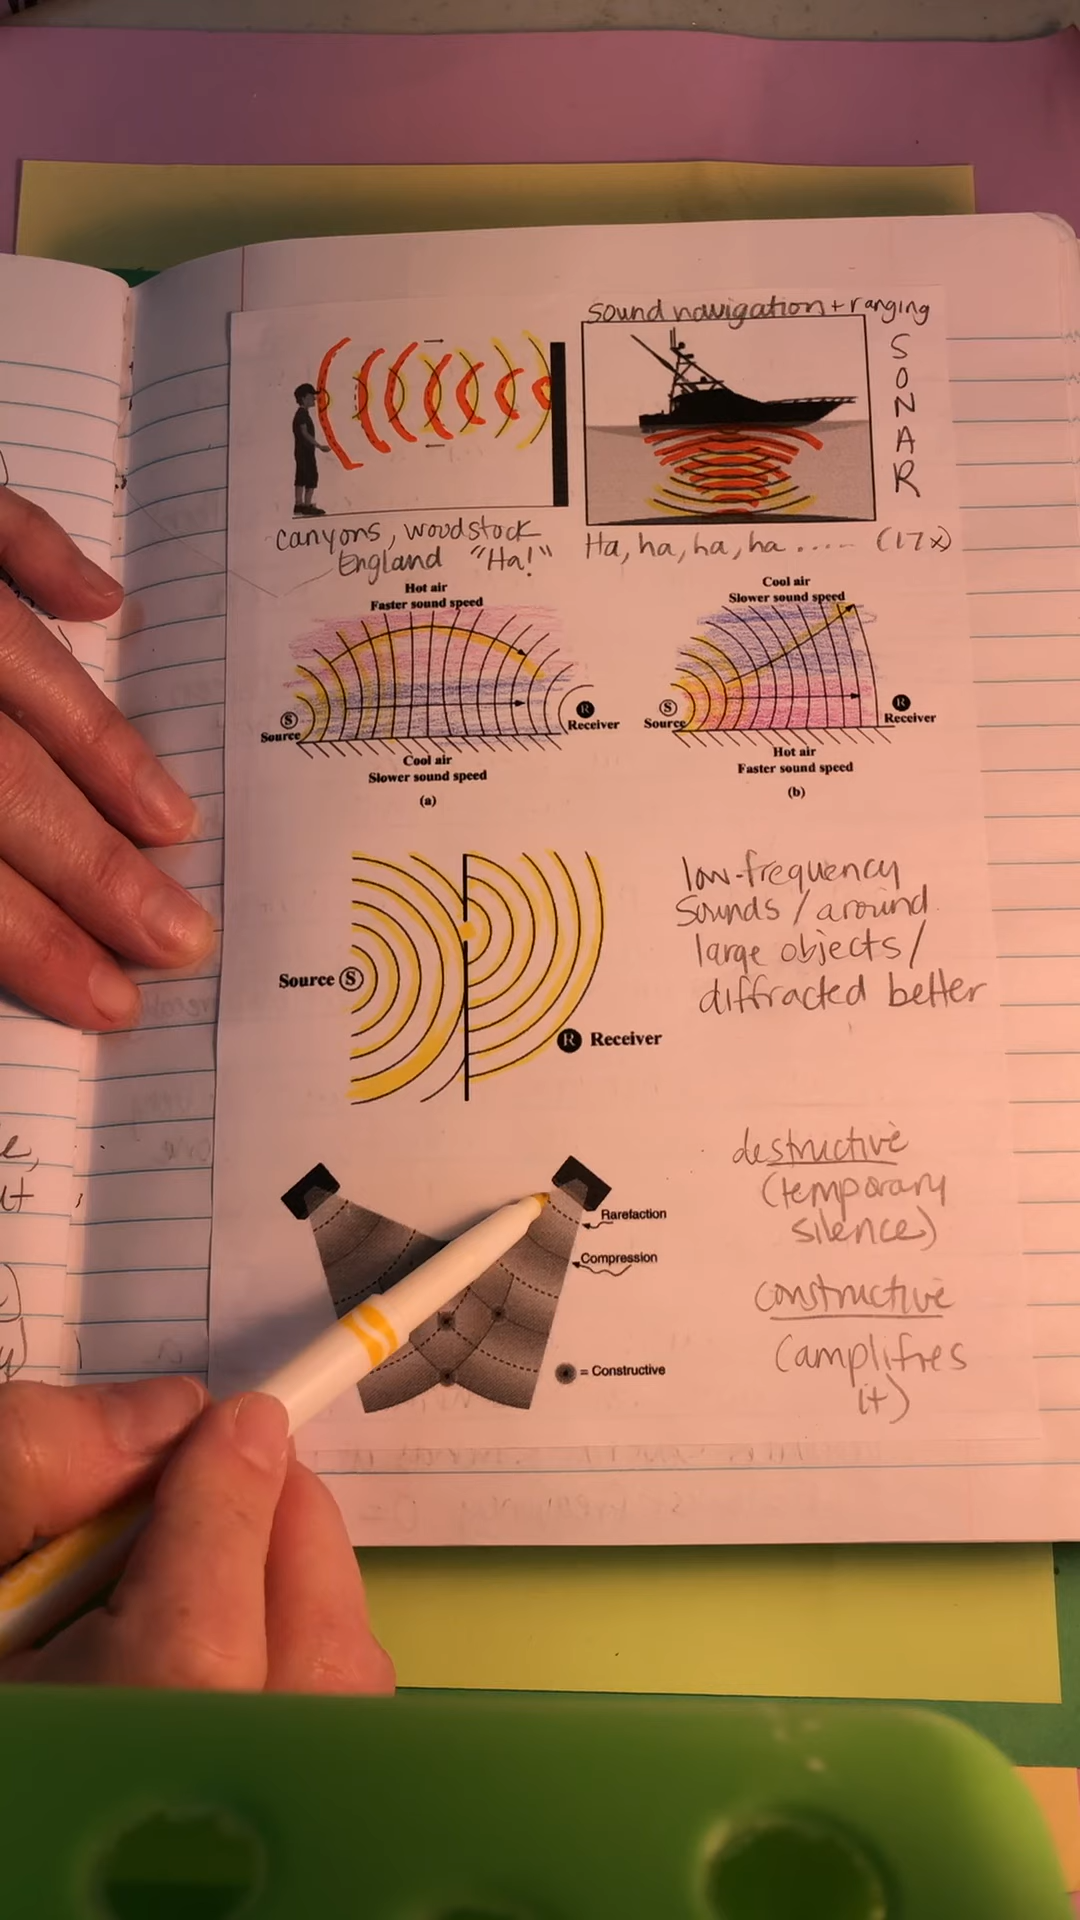 sound navigation + ranging
S
O
N
A
R
canyons, woodstock
England "Ha!"
Ha, ha, ha, ha ..... (17x)
Hot air
Faster sound speed
S
Source
R
Receiver
Cool air
Slower sound speed
(a)
Cool air
Slower sound speed
S
Source
R
Receiver
Hot air
Faster sound speed
(b)
low-frequency
sounds / around
large objects /
diffracted better
Source S
R Receiver
destructive
(temporary
silence)
Rarefaction
Compression
constructive
(amplifies
it)
= Constructive